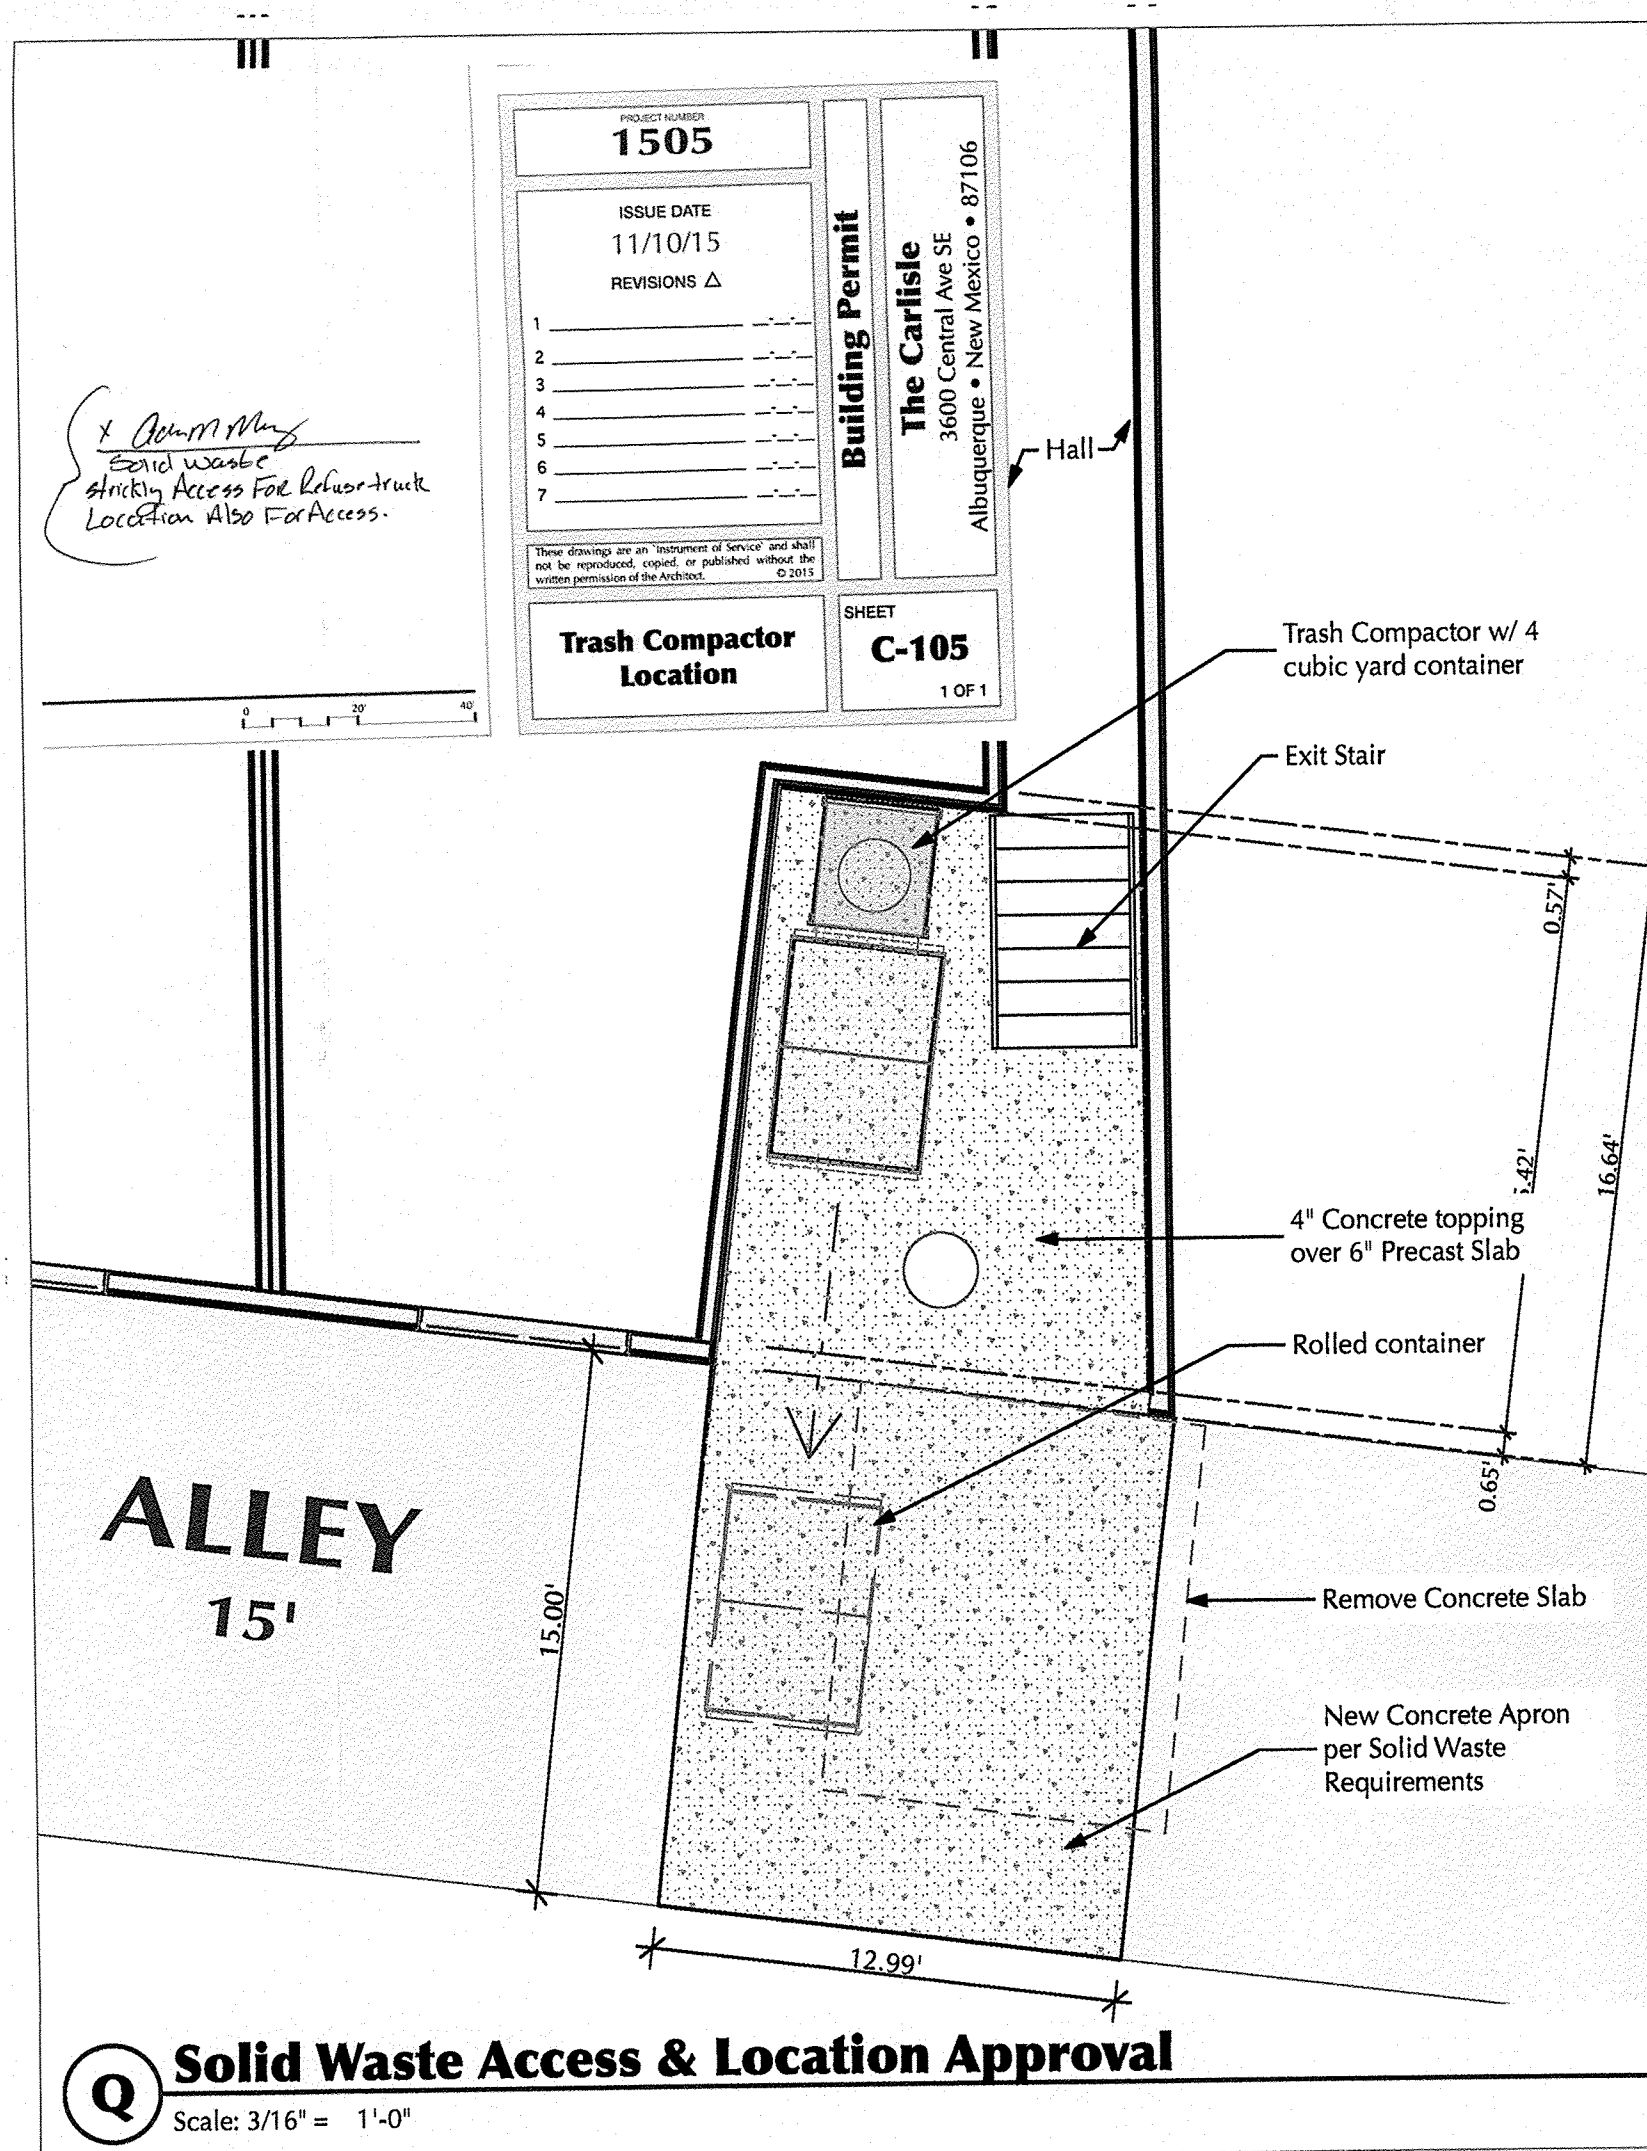 PROJECT NUMBER
1505
ISSUE DATE
11/10/15
REVISIONS △
1
2
3
4
5
6
7
These drawings are an "Instrument of Service" and shall
not be reproduced, copied, or published without the
written permission of the Architect. © 2015
Building Permit
The Carlisle
3600 Central Ave SE
Albuquerque • New Mexico • 87106
Trash Compactor
Location
SHEET
C-105
1 OF 1
x
Solid Waste
strickly Access For Refuse truck
Location Also For Access.
0 20' 40'
Hall
Trash Compactor w/ 4
cubic yard container
Exit Stair
0.57'
.42'
16.64'
4" Concrete topping
over 6" Precast Slab
Rolled container
0.65'
ALLEY
15'
15.00'
Remove Concrete Slab
New Concrete Apron
per Solid Waste
Requirements
12.99'
Q
Solid Waste Access & Location Approval
Scale: 3/16" = 1'-0"